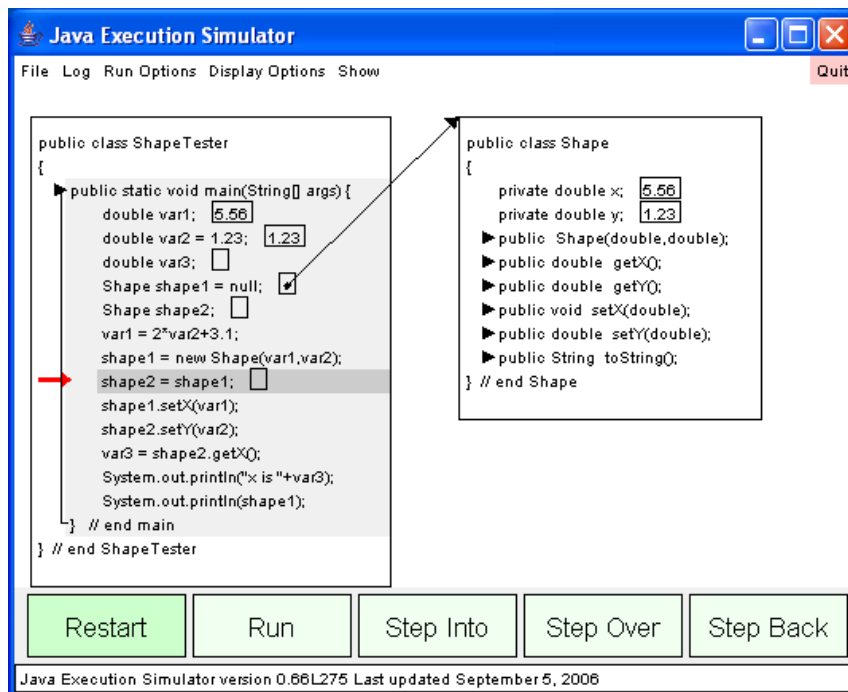 Java Execution Simulator
File Log Run Options Display Options Show Quit
public class ShapeTester
{
public static void main(String[] args) {
double var1; 5.56
double var2 = 1.23; 1.23
double var3;
Shape shape1 = null;
Shape shape2;
var1 = 2*var2+3.1;
shape1 = new Shape(var1,var2);
shape2 = shape1;
shape1.setX(var1);
shape2.setY(var2);
var3 = shape2.getX();
System.out.println("x is "+var3);
System.out.println(shape1);
} // end main
} // end ShapeTester
public class Shape
{
private double x; 5.56
private double y; 1.23
public Shape(double,double);
public double getX();
public double getY();
public void setX(double);
public double setY(double);
public String toString();
} // end Shape
Restart Run Step Into Step Over Step Back
Java Execution Simulator version 0.66L275 Last updated September 5, 2006